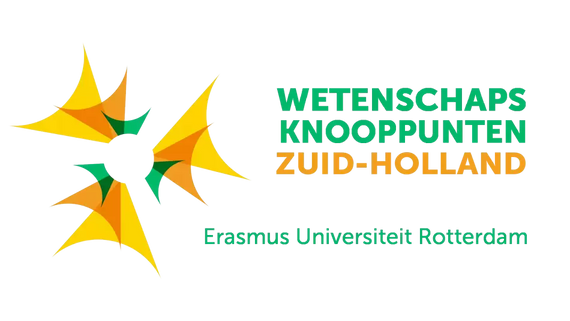 WETENSCHAPS
KNOOPPUNTEN
ZUID-HOLLAND
Erasmus Universiteit Rotterdam